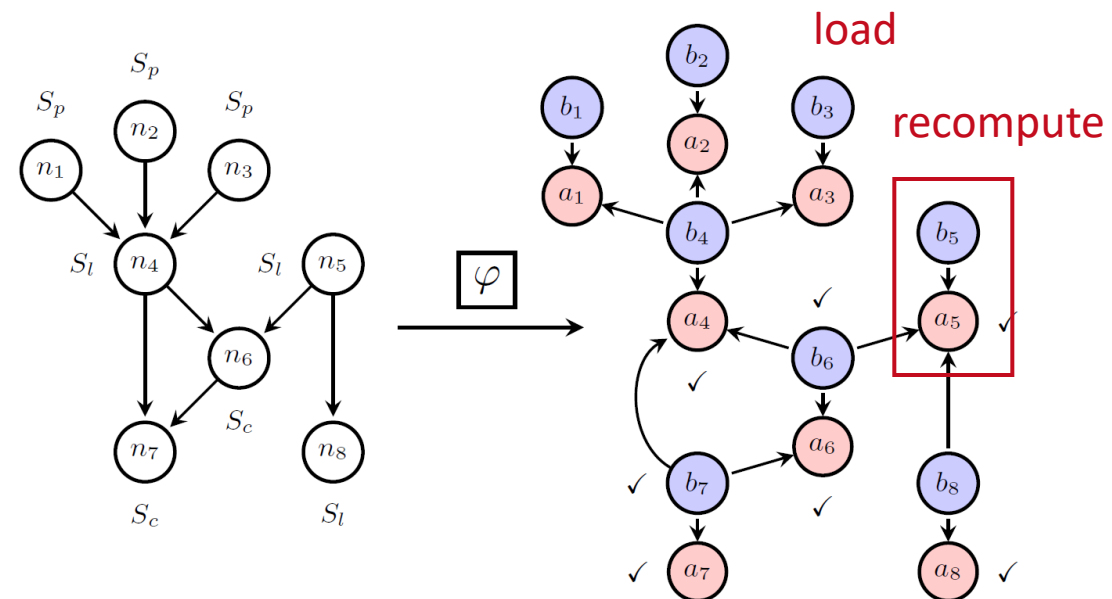 load
recompute
S_p
S_p
S_p
n_1
n_2
n_3
S_l
n_4
S_l
n_5
n_6
S_c
n_7
n_8
S_c
S_l
φ
b_2
b_1
b_3
a_2
a_1
a_3
b_4
b_5
✓
a_4
a_5
✓
b_6
✓
a_6
✓
b_7
✓
b_8
✓
a_7
a_8
✓